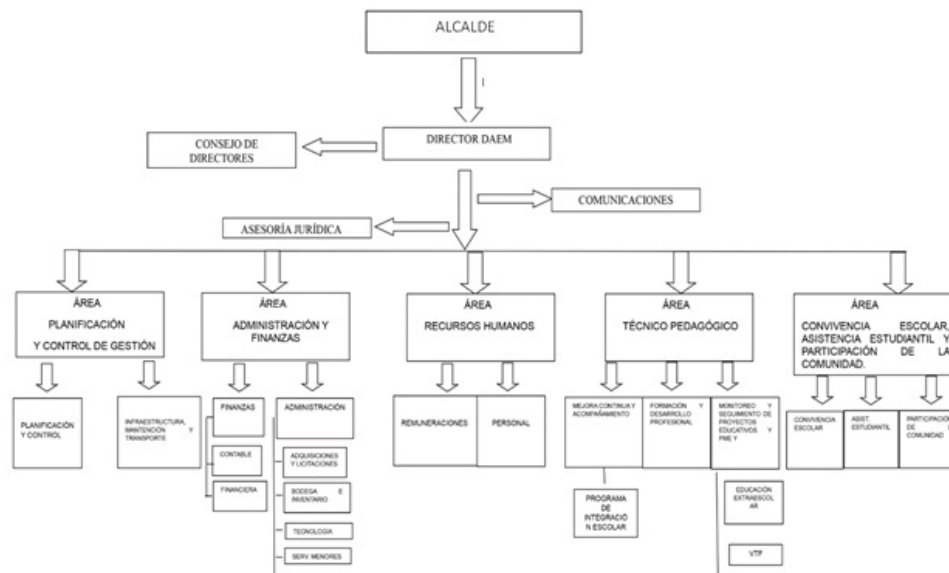 ALCALDE
DIRECTOR DAEM
CONSEJO DE
DIRECTORES
COMUNICACIONES
ASESORÍA JURÍDICA
ÁREA
PLANIFICACIÓN
Y CONTROL DE GESTIÓN
ÁREA
ADMINISTRACIÓN Y
FINANZAS
ÁREA
RECURSOS HUMANOS
ÁREA
TÉCNICO PEDAGÓGICO
ÁREA
CONVIVENCIA ESCOLAR,
ASISTENCIA ESTUDIANTIL Y
PARTICIPACIÓN DE LA
COMUNIDAD.
PLANIFICACIÓN
Y CONTROL
INFRAESTRUCTURA,
MANTENCIÓN Y
TRANSPORTE
FINANZAS
CONTABLE
FINANCIERA
ADMINISTRACIÓN
ADQUISICIONES
Y LICITACIONES
BODEGA E
INVENTARIO
TECNOLOGIA
SERV. MENORES
REMUNERACIONES
PERSONAL
MEJORA CONTINUA Y
ACOMPAÑAMIENTO
PROGRAMA
DE
INTEGRACIÓ
N ESCOLAR
FORMACIÓN Y
DESARROLLO
PROFESIONAL
MONITOREO Y
SEGUIMIENTO DE
PROYECTOS
EDUCATIVOS Y
PME Y
EDUCACIÓN
EXTRAESCOL
AR
VTF
CONVIVENCIA
ESCOLAR
ASIST.
ESTUDIANTIL
DE
COMUNIDAD